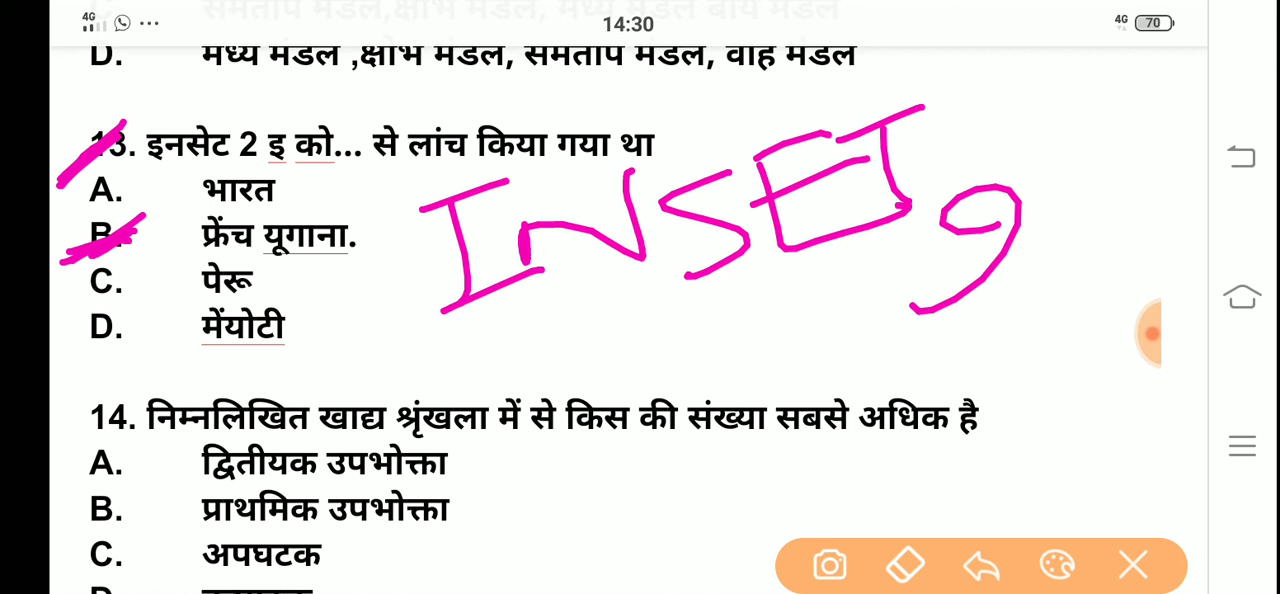 4G ... 14:30 4G 70
D. मध्य मंडल ,क्षोभ मंडल, समताप मंडल, वाह मंडल
13. इनसेट 2 इ को... से लांच किया गया था
A. भारत
B. फ्रेंच यूगाना.
C. पेरू
D. मेंयोटी
INSET 9
14. निम्नलिखित खाद्य श्रृंखला में से किस की संख्या सबसे अधिक है
A. द्वितीयक उपभोक्ता
B. प्राथमिक उपभोक्ता
C. अपघटक
D.